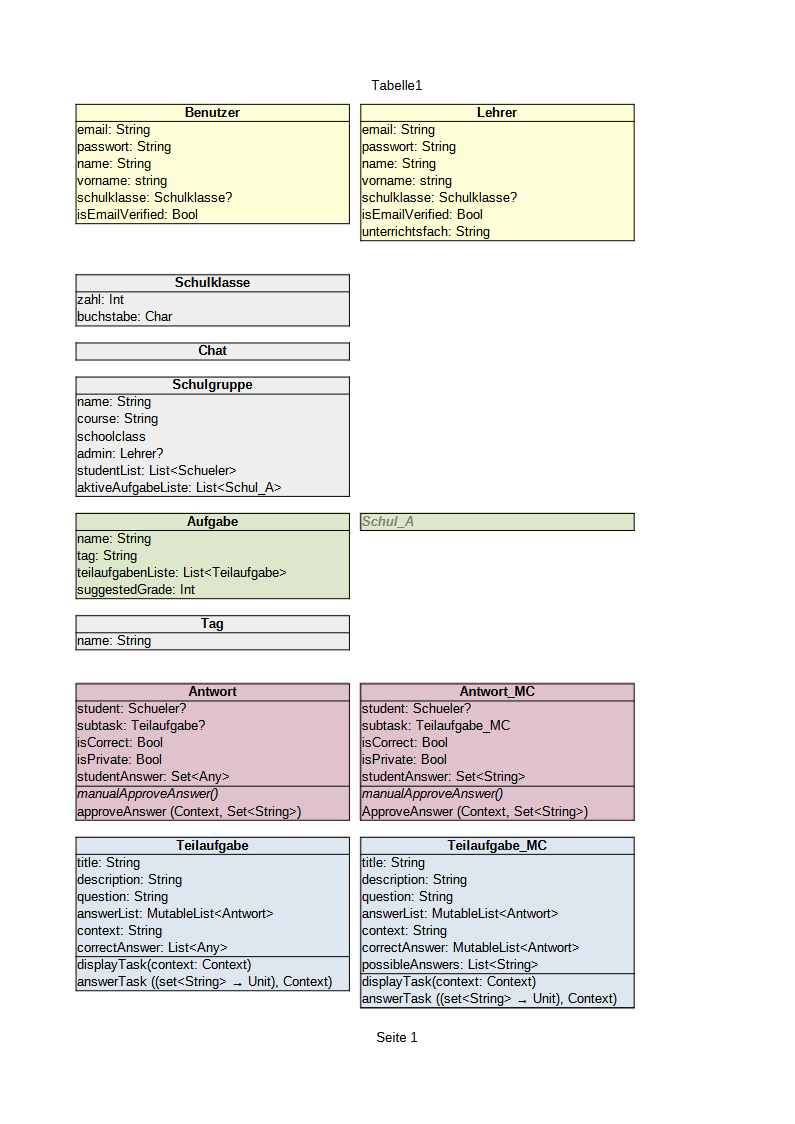 Tabelle1
Benutzer
email: String
passwort: String
name: String
vorname: string
schulklasse: Schulklasse?
isEmailVerified: Bool
Lehrer
email: String
passwort: String
name: String
vorname: string
schulklasse: Schulklasse?
isEmailVerified: Bool
unterrichtsfach: String
Schulklasse
zahl: Int
buchstabe: Char
Chat
Schulgruppe
name: String
course: String
schoolclass
admin: Lehrer?
studentList: List<Schueler>
aktiveAufgabeListe: List<Schul_A>
Aufgabe
name: String
tag: String
teilaufgabenListe: List<Teilaufgabe>
suggestedGrade: Int
Schul_A
Tag
name: String
Antwort
student: Schueler?
subtask: Teilaufgabe?
isCorrect: Bool
isPrivate: Bool
studentAnswer: Set<Any>
manualApproveAnswer()
approveAnswer (Context, Set<String>)
Antwort_MC
student: Schueler?
subtask: Teilaufgabe_MC
isCorrect: Bool
isPrivate: Bool
studentAnswer: Set<String>
manualApproveAnswer()
ApproveAnswer (Context, Set<String>)
Teilaufgabe
title: String
description: String
question: String
answerList: MutableList<Antwort>
context: String
correctAnswer: List<Any>
displayTask(context: Context)
answerTask ((set<String> → Unit), Context)
Teilaufgabe_MC
title: String
description: String
question: String
answerList: MutableList<Antwort>
context: String
correctAnswer: MutableList<Antwort>
possibleAnswers: List<String>
displayTask(context: Context)
answerTask ((set<String> → Unit), Context)
Seite 1